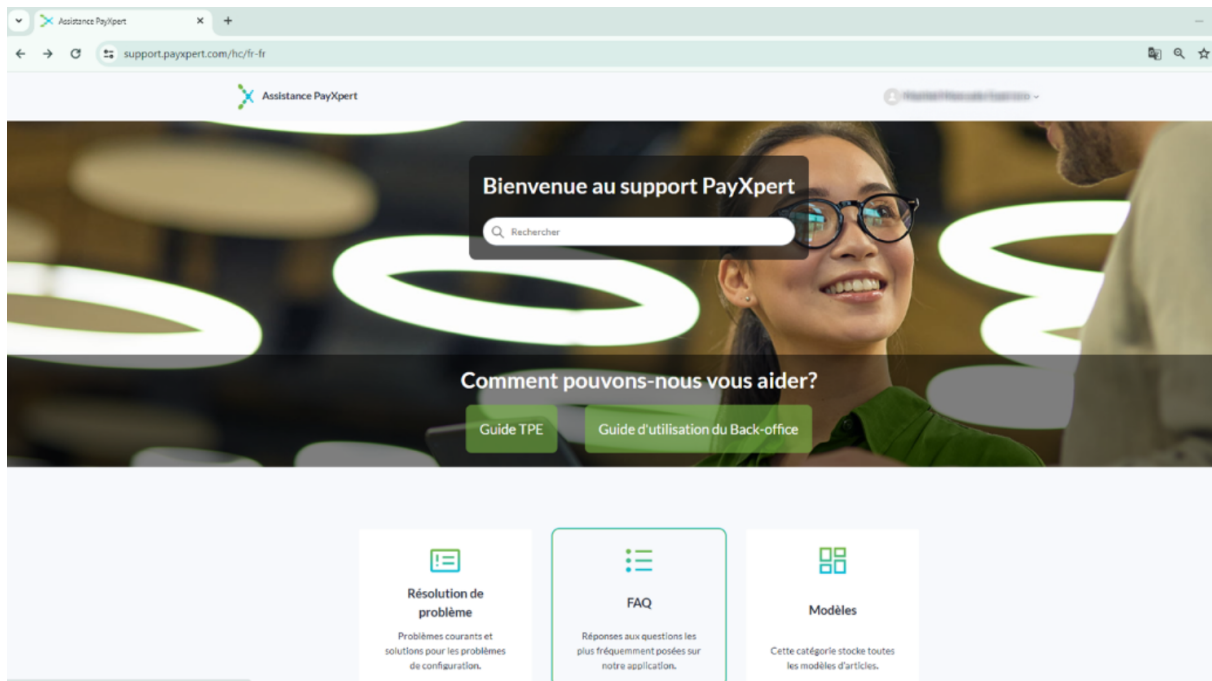 Assistance PayXpert
support.payxpert.com/hc/fr-fr
Assistance PayXpert
Bienvenue au support PayXpert
Rechercher
Comment pouvons-nous vous aider?
Guide TPE
Guide d'utilisation du Back-office
Résolution de
problème
Problèmes courants et
solutions pour les problèmes
de configuration.
FAQ
Réponses aux questions les
plus fréquemment posées sur
notre application.
Modèles
Cette catégorie stocke toutes
les modèles d'articles.